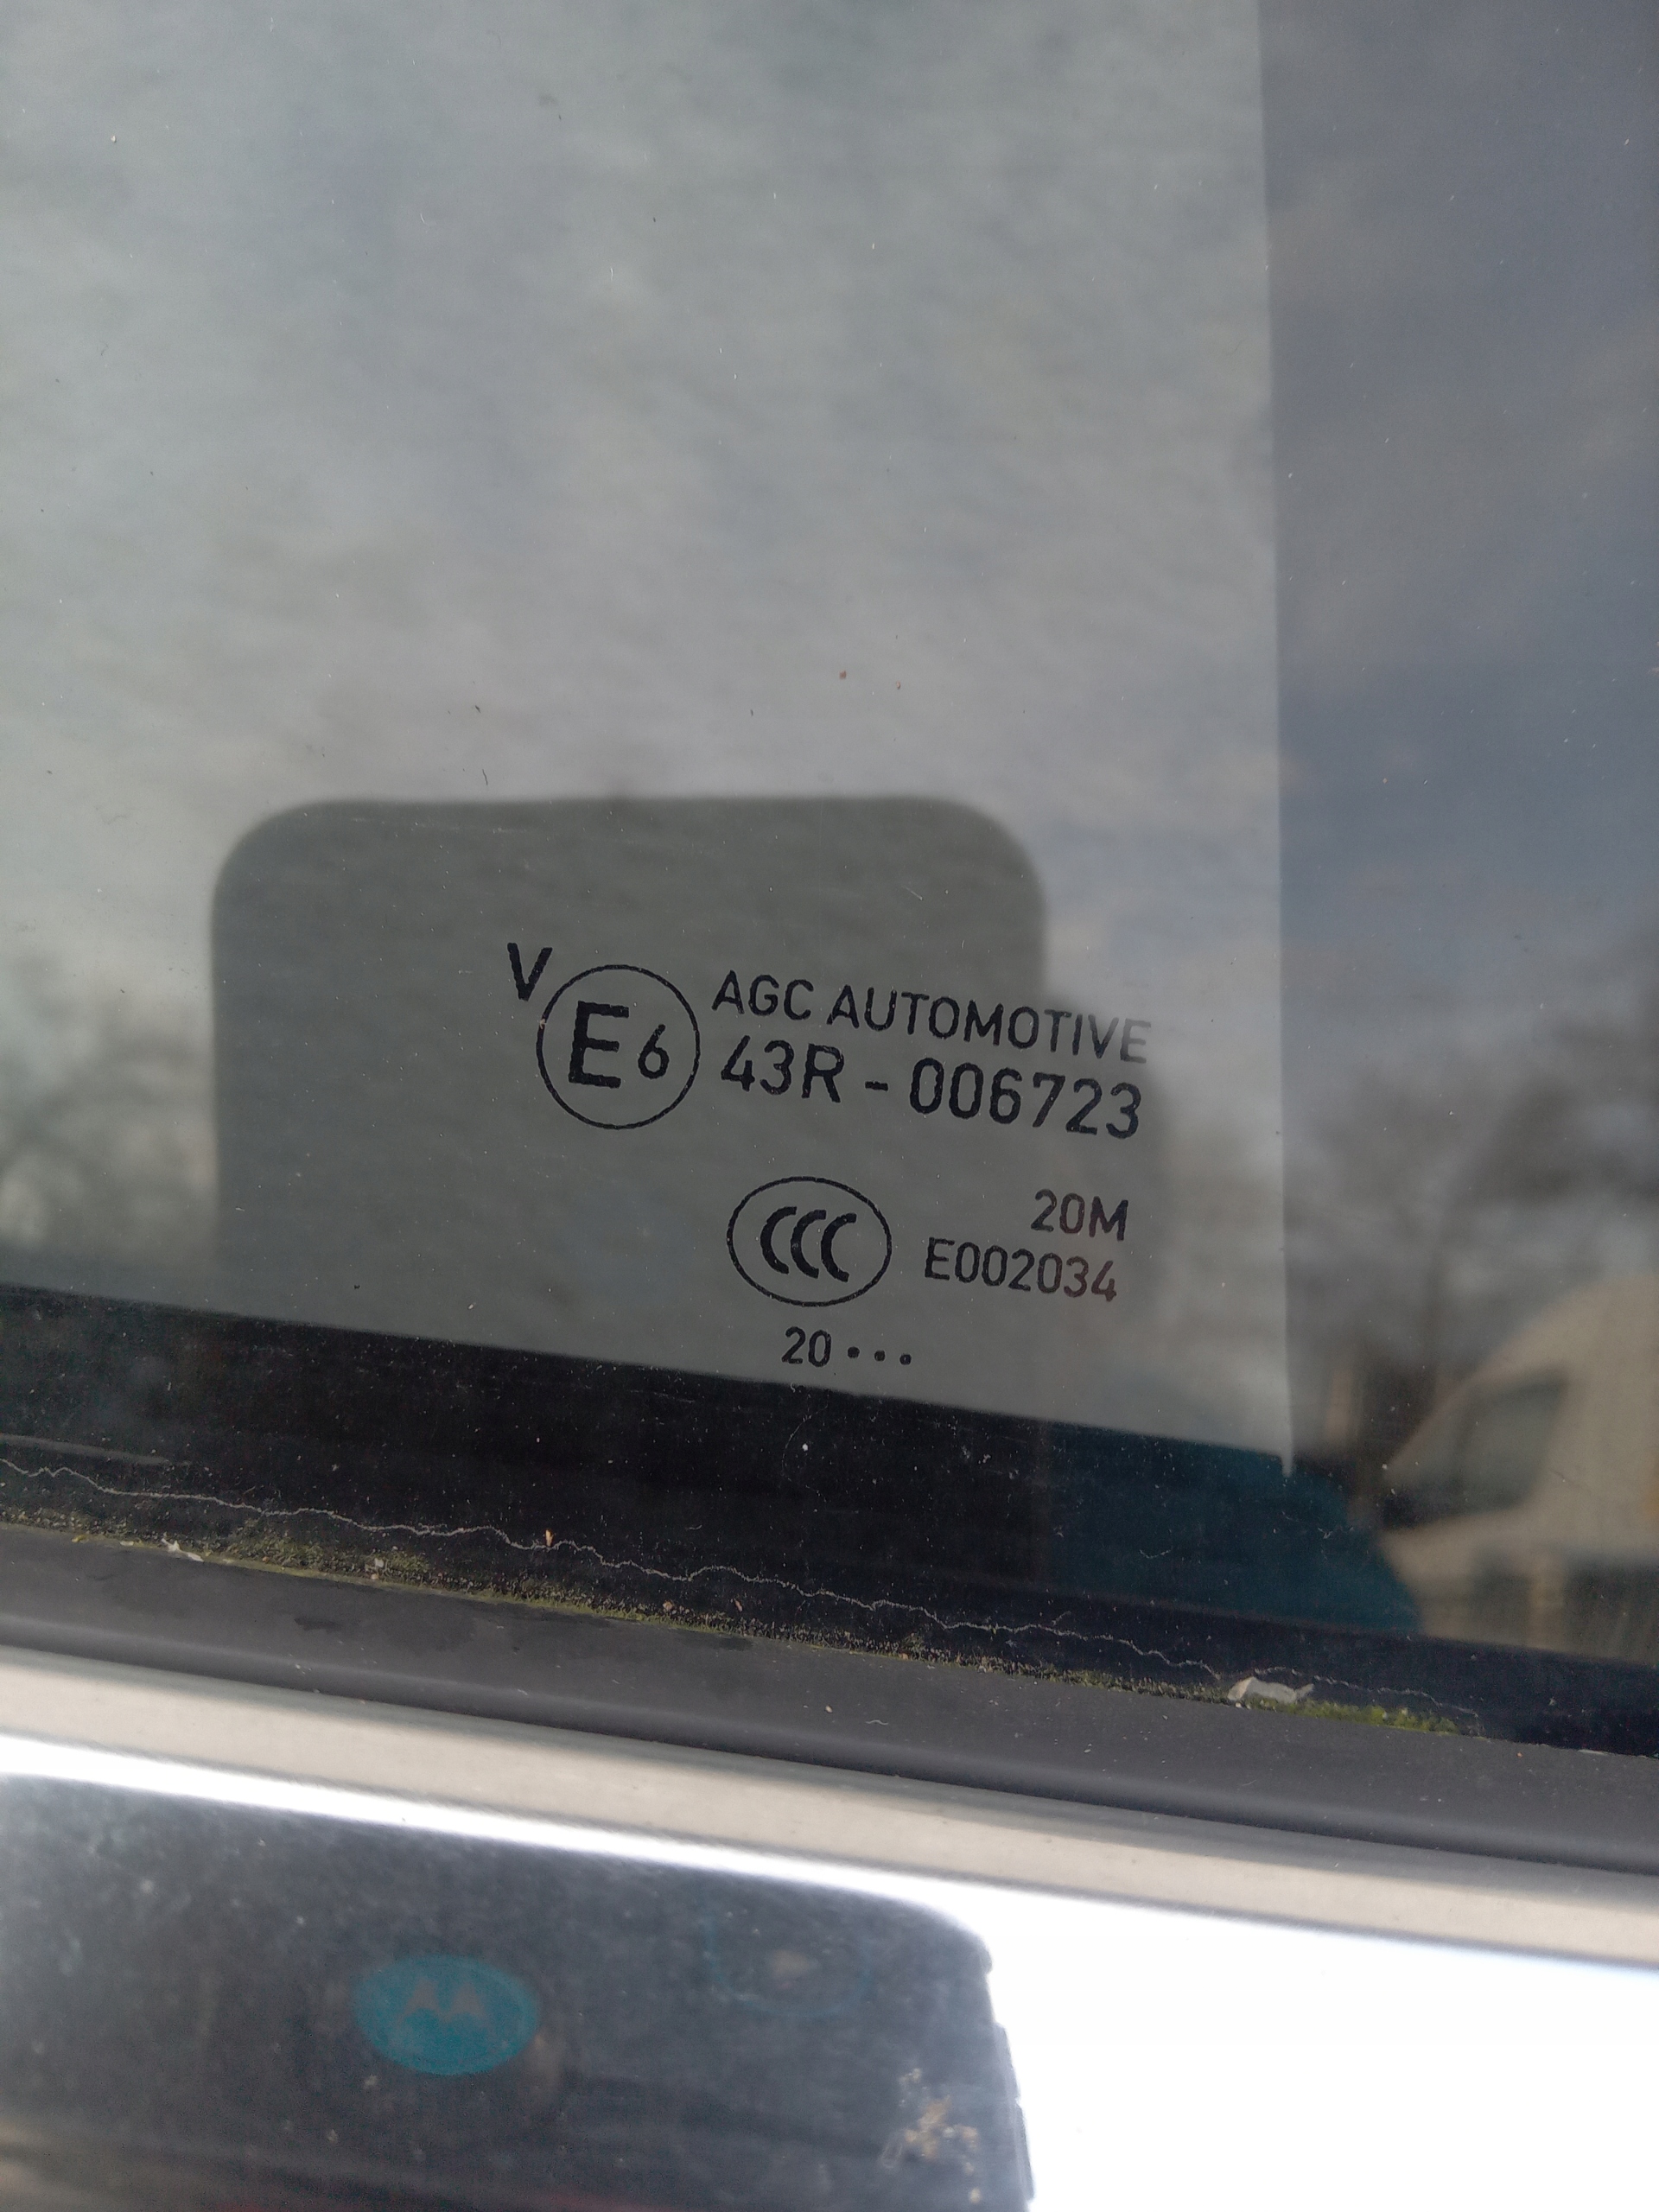 V
E6
AGC AUTOMOTIVE
43R - 006723
CCC
20M
E002034
20 •••